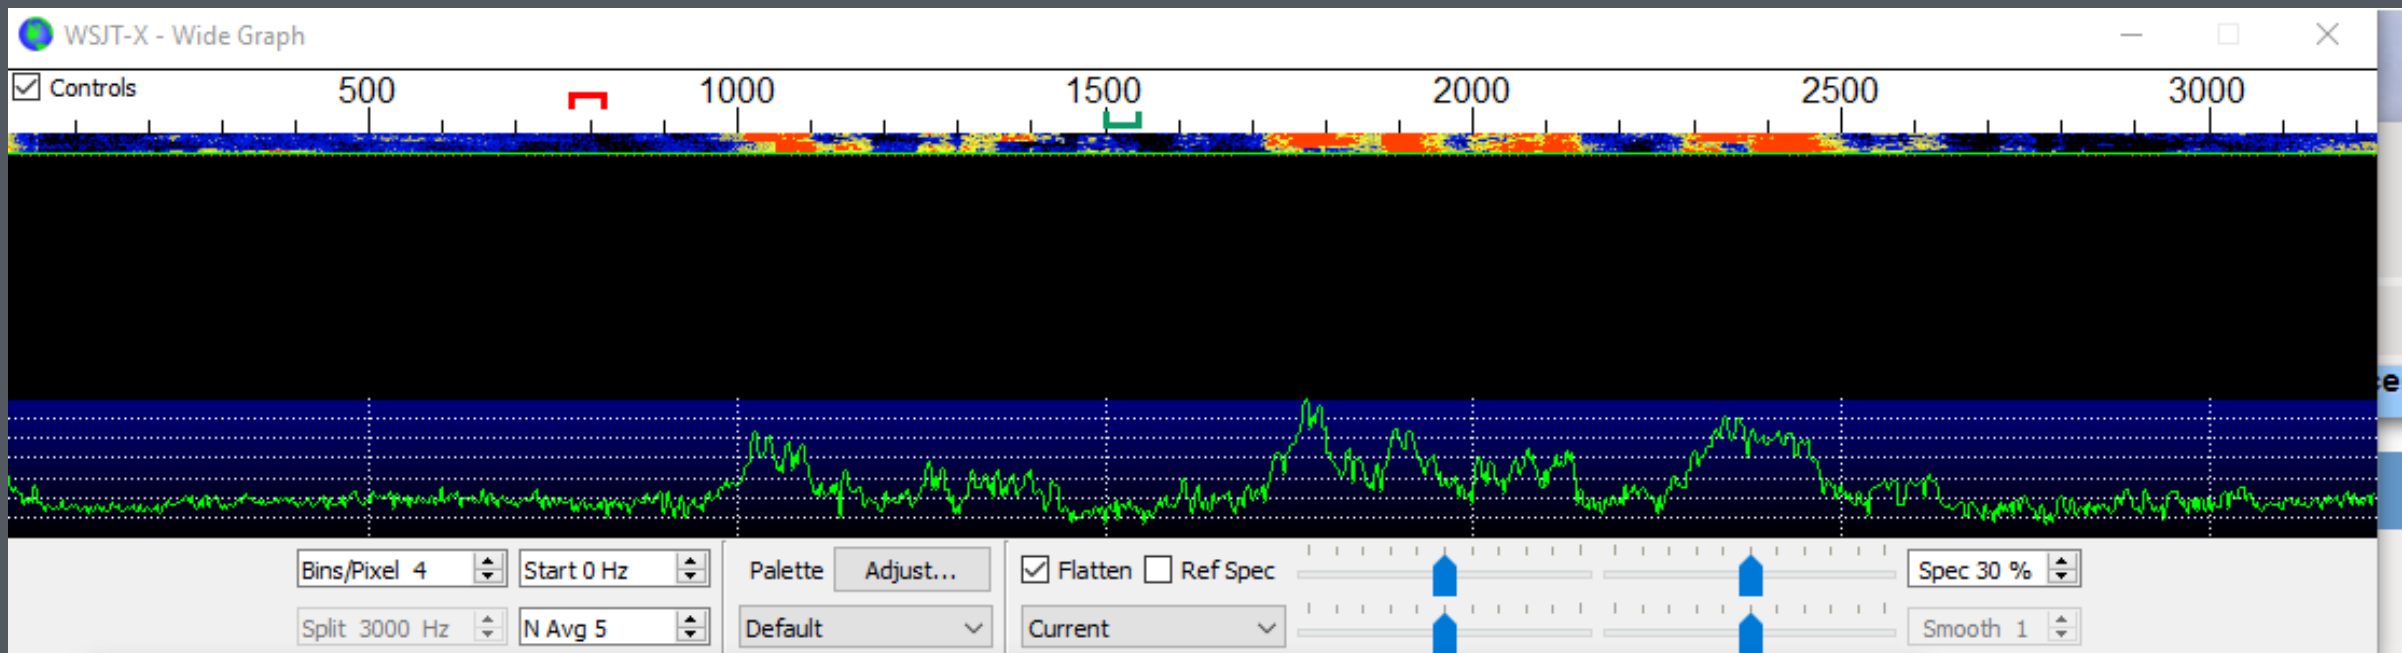 WSJT-X - Wide Graph
Controls 500 1000 1500 2000 2500 3000
Bins/Pixel 4 Start 0 Hz Palette Adjust... Flatten Ref Spec Spec 30 %
Split 3000 Hz N Avg 5 Default Current Smooth 1